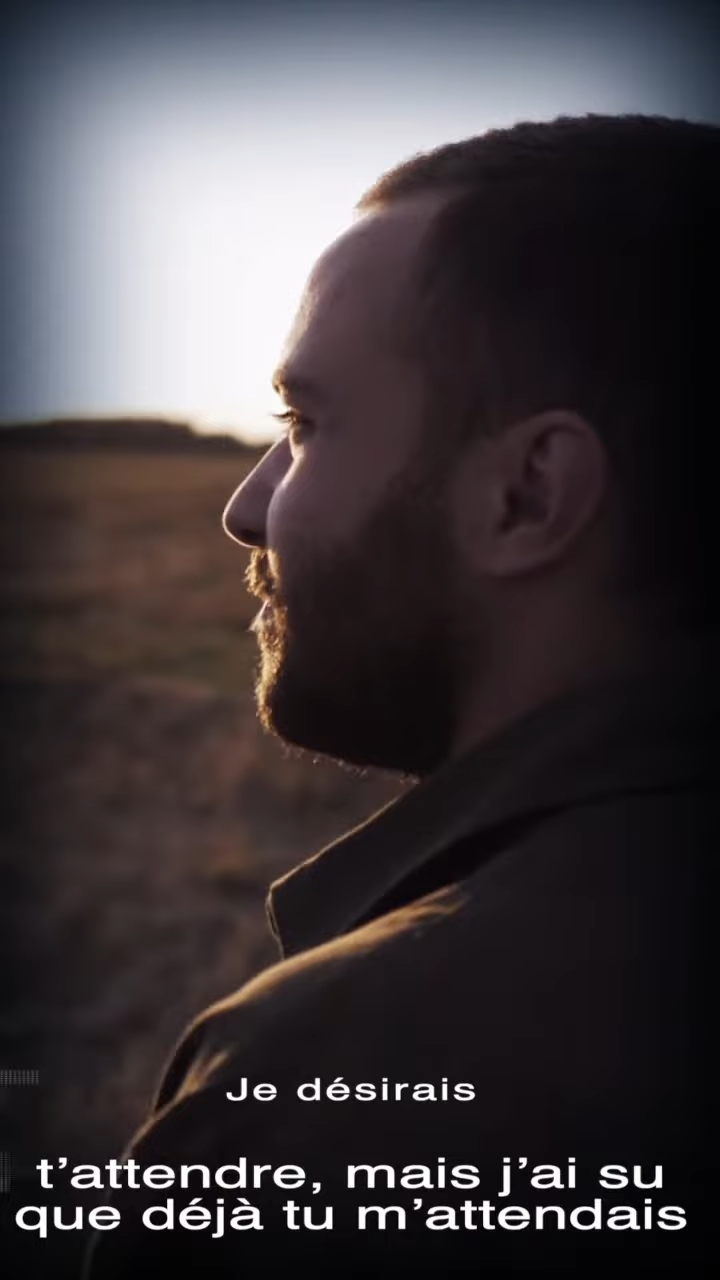 Je désirais
t’attendre, mais j’ai su
que déjà tu m’attendais